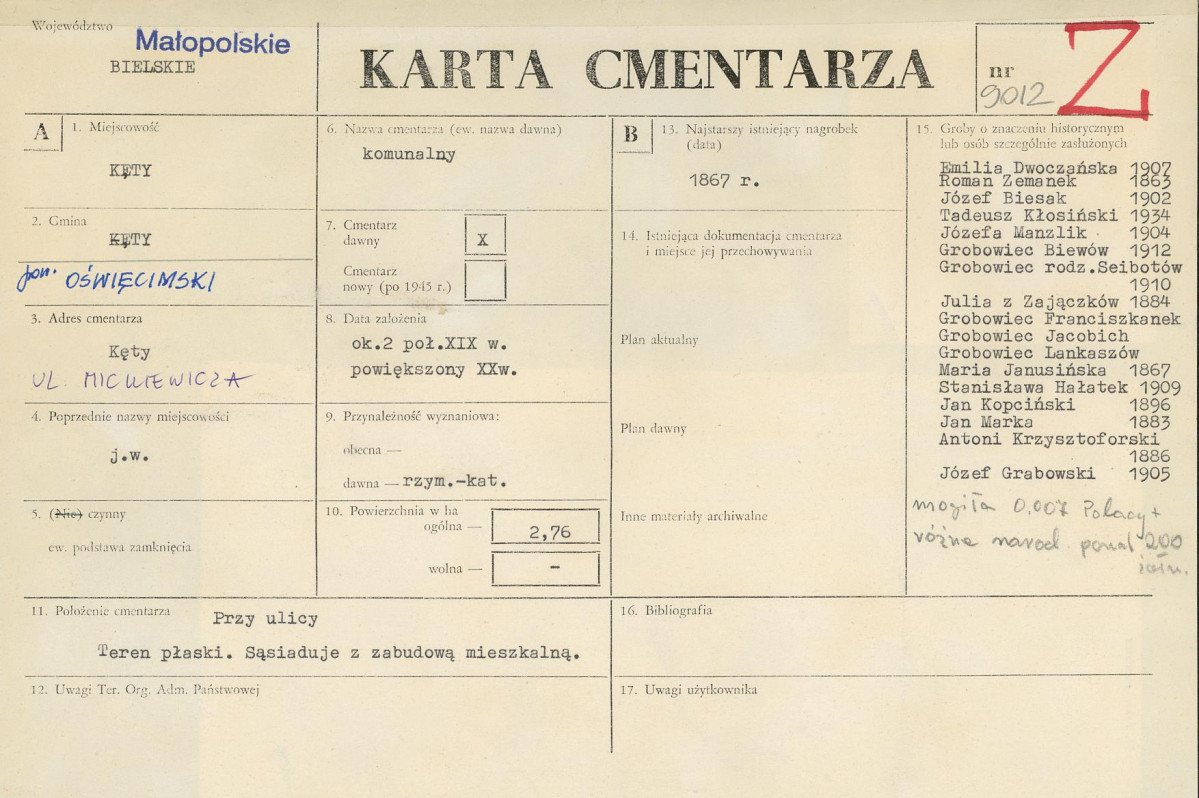 Województwo
Małopolskie
BIELSKIE
KARTA CMENTARZA
nr
9012
Z
A
1. Miejscowość
KĘTY
2. Gmina
KĘTY
pow. OŚWIĘCIMSKI
3. Adres cmentarza
Kęty
UL. MICKIEWICZA
4. Poprzednie nazwy miejscowości
j.w.
5. (Nie) czynny
ew. podstawa zamknięcia
6. Nazwa cmentarza (ew. nazwa dawna)
komunalny
7. Cmentarz
dawny
X
Cmentarz
nowy (po 1945 r.)
8. Data założenia
ok.2 poł.XIX w.
powiększony XXw.
9. Przynależność wyznaniowa:
obecna —
dawna — rzym.-kat.
10. Powierzchnia w ha
ogólna — 2,76
wolna — -
11. Położenie cmentarza
Przy ulicy
Teren płaski. Sąsiaduje z zabudową mieszkalną.
12. Uwagi Ter. Org. Adm. Państwowej
B
13. Najstarszy istniejący nagrobek
(data)
1867 r.
14. Istniejąca dokumentacja cmentarza
i miejsce jej przechowywania
Plan aktualny
Plan dawny
Inne materiały archiwalne
15. Groby o znaczeniu historycznym
lub osób szczególnie zasłużonych
Emilia Dwoczańska 1907
Roman Zemanek 1863
Józef Biesak 1902
Tadeusz Kłosiński 1934
Józefa Manzlik 1904
Grobowiec Biewów 1912
Grobowiec rodz.Seibotów
1910
Julia z Zajączków 1884
Grobowiec Franciszkanek
Grobowiec Jacobich
Grobowiec Lankaszów
Maria Janusińska 1867
Stanisława Hałatek 1909
Jan Kopciński 1896
Jan Marka 1883
Antoni Krzysztoforski
1886
Józef Grabowski 1905
mogiła 0.007 Polacy +
różne narod. ponad 200
żołn.
16. Bibliografia
17. Uwagi użytkownika